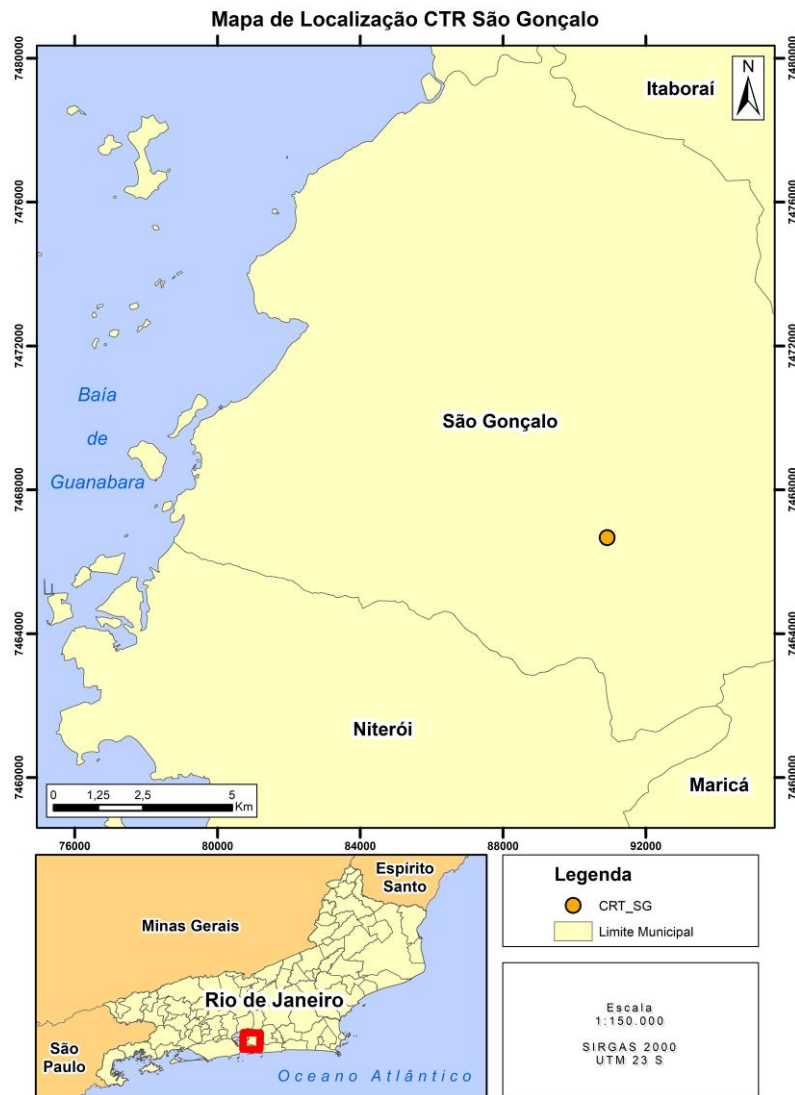 Mapa de Localização CTR São Gonçalo
7480000
7480000
N
Itaboraí
7476000
7476000
7472000
7472000
Baía
de
Guanabara
São Gonçalo
7468000
7468000
7464000
7464000
Niterói
Maricá
7460000
7460000
0 1,25 2,5 5
Km
76000 80000 84000 88000 92000
Espírito
Santo
Minas Gerais
Rio de Janeiro
São
Paulo
Oceano Atlântico
Legenda
CRT_SG
Limite Municipal
Escala
1:150.000
SIRGAS 2000
UTM 23 S